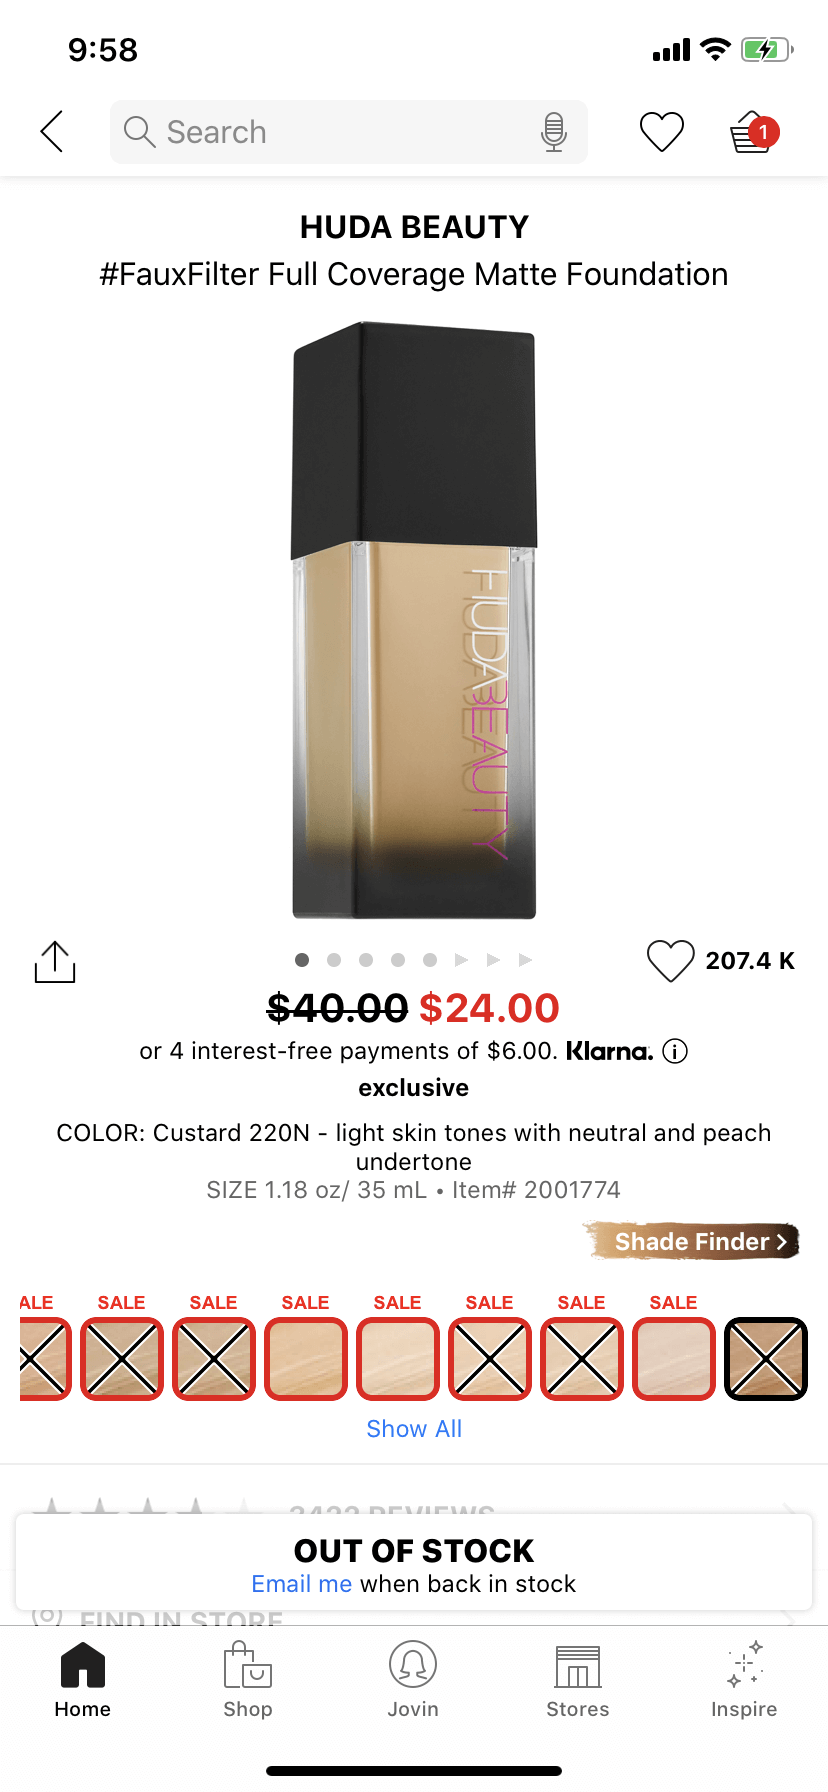 9:58
Search
1
HUDA BEAUTY
#FauxFilter Full Coverage Matte Foundation
HUDABEAUTY
207.4 K
$40.00 $24.00
or 4 interest-free payments of $6.00. Klarna.
exclusive
COLOR: Custard 220N - light skin tones with neutral and peach
undertone
SIZE 1.18 oz/ 35 mL • Item# 2001774
Shade Finder
ALE SALE SALE SALE SALE SALE SALE SALE
Show All
3422 REVIEWS
OUT OF STOCK
Email me when back in stock
FIND IN STORE
Home Shop Jovin Stores Inspire